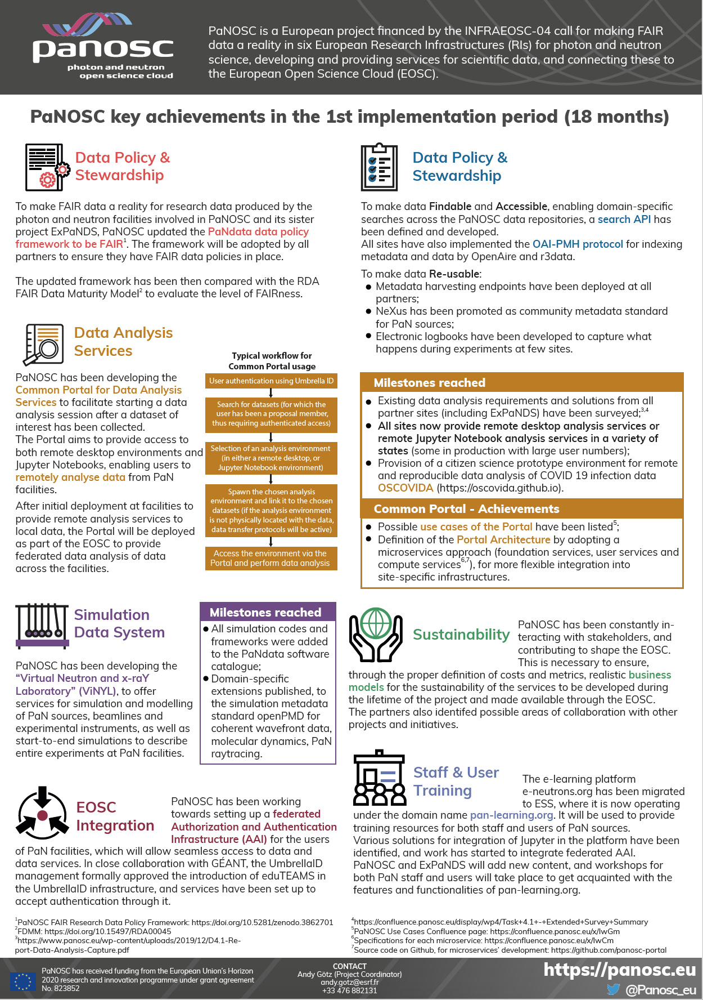 panosc
photon and neutron
open science cloud
PaNOSC is a European project financed by the INFRAEOSC-04 call for making FAIR
data a reality in six European Research Infrastructures (RIs) for photon and neutron
science, developing and providing services for scientific data, and connecting these to
the European Open Science Cloud (EOSC).
PaNOSC key achievements in the 1st implementation period (18 months)
Data Policy &
Stewardship
To make FAIR data a reality for research data produced by the
photon and neutron facilities involved in PaNOSC and its sister
project ExPaNDS, PaNOSC updated the PaNdata data policy
framework to be FAIR¹. The framework will be adopted by all
partners to ensure they have FAIR data policies in place.
The updated framework has been then compared with the RDA
FAIR Data Maturity Model² to evaluate the level of FAIRness.
Data Policy &
Stewardship
To make data Findable and Accessible, enabling domain-specific
searches across the PaNOSC data repositories, a search API has
been defined and developed.
All sites have also implemented the OAI-PMH protocol for indexing
metadata and data by OpenAire and r3data.
To make data Re-usable:
● Metadata harvesting endpoints have been deployed at all
partners;
● NeXus has been promoted as community metadata standard
for PaN sources;
● Electronic logbooks have been developed to capture what
happens during experiments at few sites.
Data Analysis
Services
PaNOSC has been developing the
Common Portal for Data Analysis
Services to facilitate starting a data
analysis session after a dataset of
interest has been collected.
The Portal aims to provide access to
both remote desktop environments and
Jupyter Notebooks, enabling users to
remotely analyse data from PaN
facilities.
After initial deployment at facilities to
provide remote analysis services to
local data, the Portal will be deployed
as part of the EOSC to provide
federated data analysis of data
across the facilities.
Typical workflow for
Common Portal usage
User authentication using Umbrella ID
Search for datasets (for which the
user has been a proposal member,
thus requiring authenticated access)
Selection of an analysis environment
(in either a remote desktop, or
Jupyter Notebook environment)
Spawn the chosen analysis
environment and link it to the chosen
datasets (if the analysis environment
is not physically located with the data,
data transfer protocols will be active)
Access the environment via the
Portal and perform data analysis
Milestones reached
● Existing data analysis requirements and solutions from all
partner sites (including ExPaNDS) have been surveyed;³,⁴
● All sites now provide remote desktop analysis services or
remote Jupyter Notebook analysis services in a variety of
states (some in production with large user numbers);
● Provision of a citizen science prototype environment for remote
and reproducible data analysis of COVID 19 infection data
OSCOVIDA (https://oscovida.github.io).
Common Portal - Achievements
● Possible use cases of the Portal have been listed⁵;
● Definition of the Portal Architecture by adopting a
microservices approach (foundation services, user services and
compute services⁶,⁷), for more flexible integration into
site-specific infrastructures.
Simulation
Data System
PaNOSC has been developing the
“Virtual Neutron and x-raY
Laboratory” (ViNYL), to offer
services for simulation and modelling
of PaN sources, beamlines and
experimental instruments, as well as
start-to-end simulations to describe
entire experiments at PaN facilities.
Milestones reached
● All simulation codes and
frameworks were added
to the PaNdata software
catalogue;
● Domain-specific
extensions published, to
the simulation metadata
standard openPMD for
coherent wavefront data,
molecular dynamics, PaN
raytracing.
Sustainability
PaNOSC has been constantly in-
teracting with stakeholders, and
contributing to shape the EOSC.
This is necessary to ensure,
through the proper definition of costs and metrics, realistic business
models for the sustainability of the services to be developed during
the lifetime of the project and made available through the EOSC.
The partners also identifed possible areas of collaboration with other
projects and initiatives.
EOSC
Integration
PaNOSC has been working
towards setting up a federated
Authorization and Authentication
Infrastructure (AAI) for the users
of PaN facilities, which will allow seamless access to data and
data services. In close collaboration with GÉANT, the UmbrellaID
management formally approved the introduction of eduTEAMS in
the UmbrellaID infrastructure, and services have been set up to
accept authentication through it.
Staff & User
Training
The e-learning platform
e-neutrons.org has been migrated
to ESS, where it is now operating
under the domain name pan-learning.org. It will be used to provide
training resources for both staff and users of PaN sources.
Various solutions for integration of Jupyter in the platform have been
identified, and work has started to integrate federated AAI.
PaNOSC and ExPaNDS will add new content, and workshops for
both PaN staff and users will take place to get acquainted with the
features and functionalities of pan-learning.org.
¹PaNOSC FAIR Research Data Policy Framework: https://doi.org/10.5281/zenodo.3862701
²FDMM: https://doi.org/10.15497/RDA00045
³https://www.panosc.eu/wp-content/uploads/2019/12/D4.1-Re-
port-Data-Analysis-Capture.pdf
⁴https://confluence.panosc.eu/display/wp4/Task+4.1+-+Extended+Survey+Summary
⁵PaNOSC Use Cases Confluence page: https://confluence.panosc.eu/x/IwGm
⁶Specifications for each microservice: https://confluence.panosc.eu/x/IwCm
⁷Source code on Github, for microservices’ development: https://github.com/panosc-portal
PaNOSC has received funding from the European Union’s Horizon
2020 research and innovation programme under grant agreement
No. 823852
CONTACT
Andy Götz (Project Coordinator)
andy.gotz@esrf.fr
+33 476 882131
https://panosc.eu
@Panosc_eu